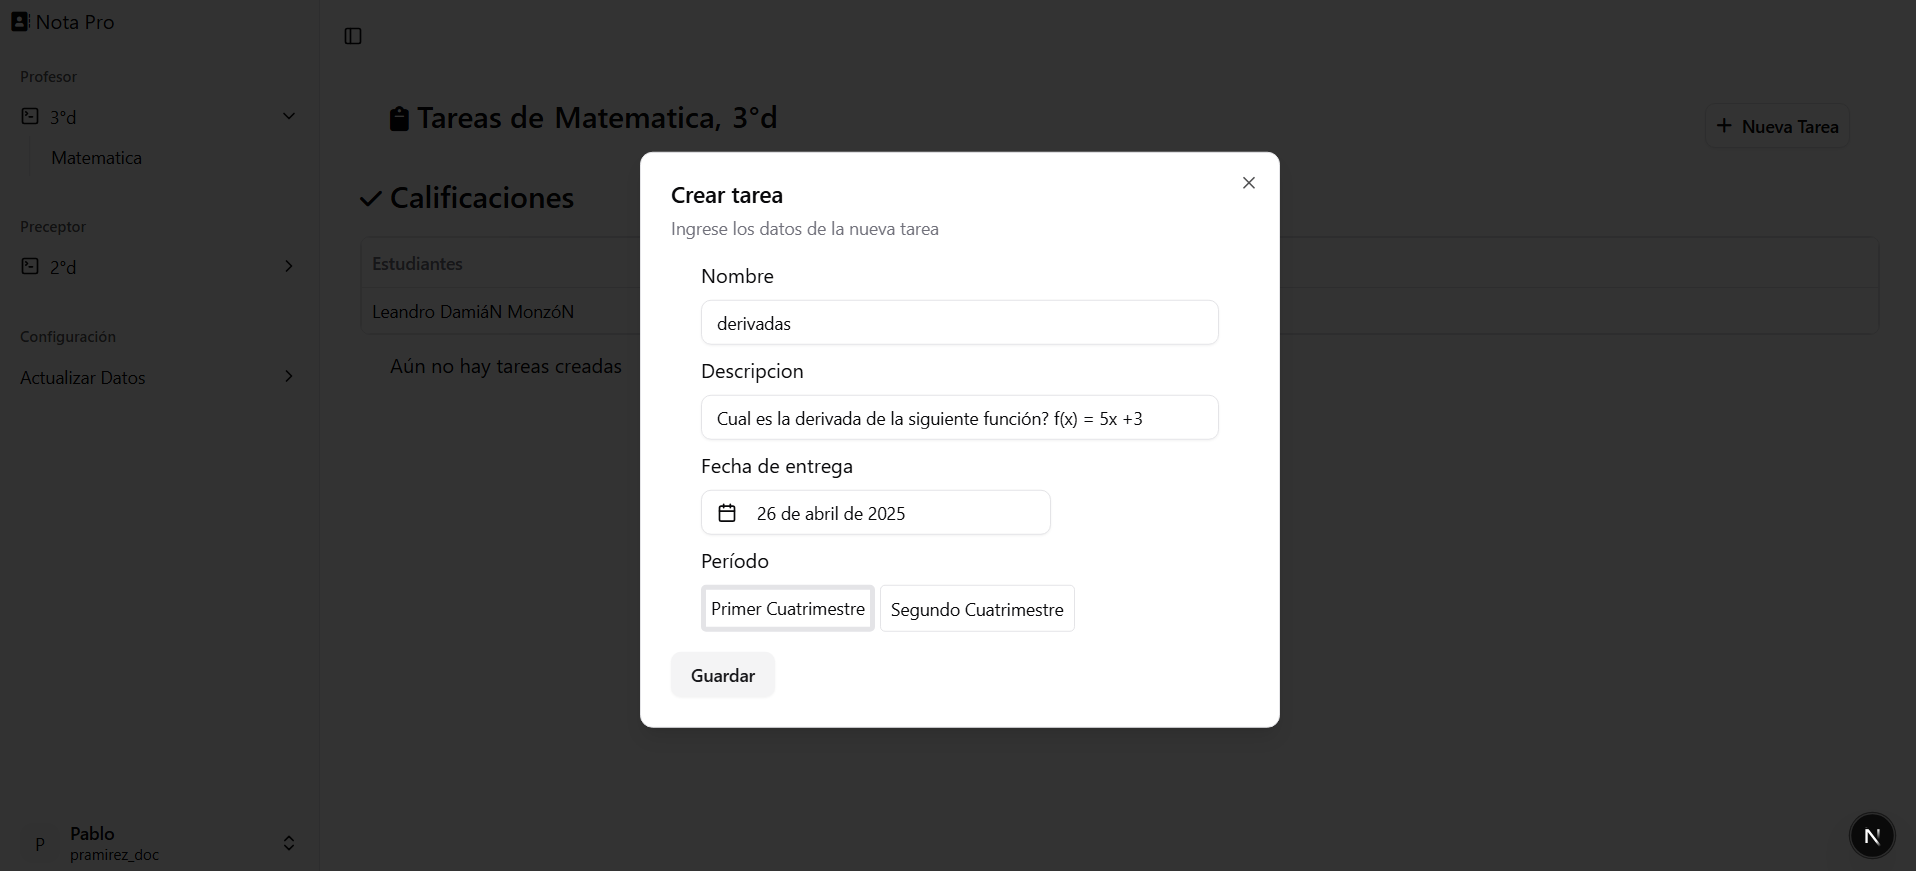 Nota Pro
Profesor
3°d
Matematica
Preceptor
2°d
Configuración
Actualizar Datos
Pablo
P
pramirez_doc
Tareas de Matematica, 3°d
Nueva Tarea
Calificaciones
Estudiantes
Leandro DamiáN MonzóN
Aún no hay tareas creadas
Crear tarea
Ingrese los datos de la nueva tarea
Nombre
derivadas
Descripcion
Cual es la derivada de la siguiente función? f(x) = 5x +3
Fecha de entrega
26 de abril de 2025
Período
Primer Cuatrimestre Segundo Cuatrimestre
Guardar
N